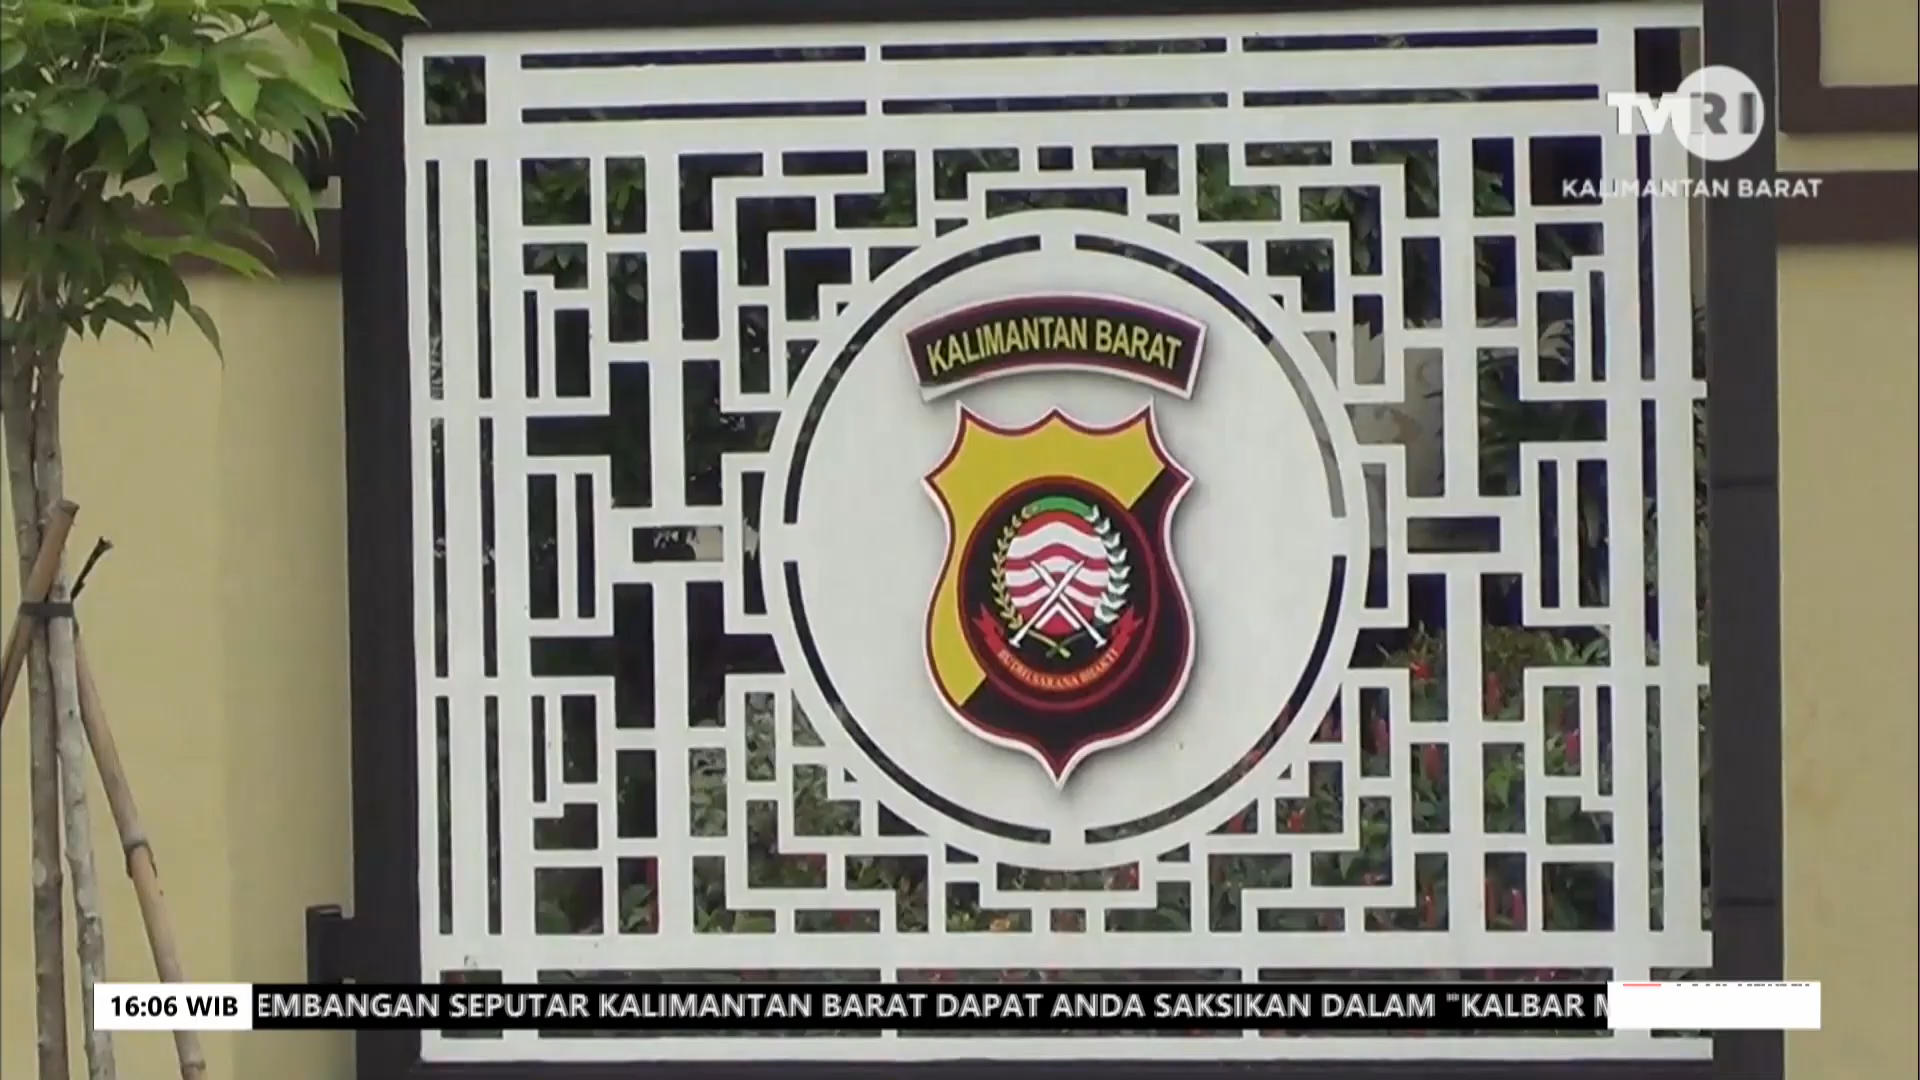 TVRI
KALIMANTAN BARAT
KALIMANTAN BARAT
16:06 WIB
EMBANGAN SEPUTAR KALIMANTAN BARAT DAPAT ANDA SAKSIKAN DALAM "KALBAR M